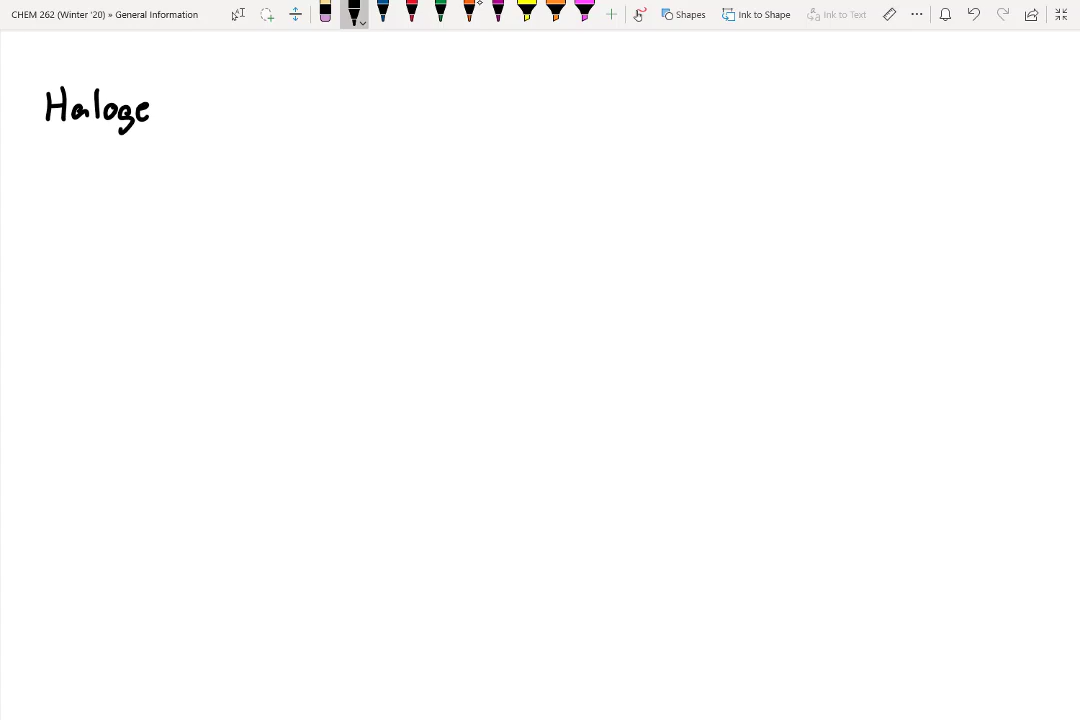 CHEM 262 (Winter '20) » General Information Shapes Ink to Shape Ink to Text
Haloge